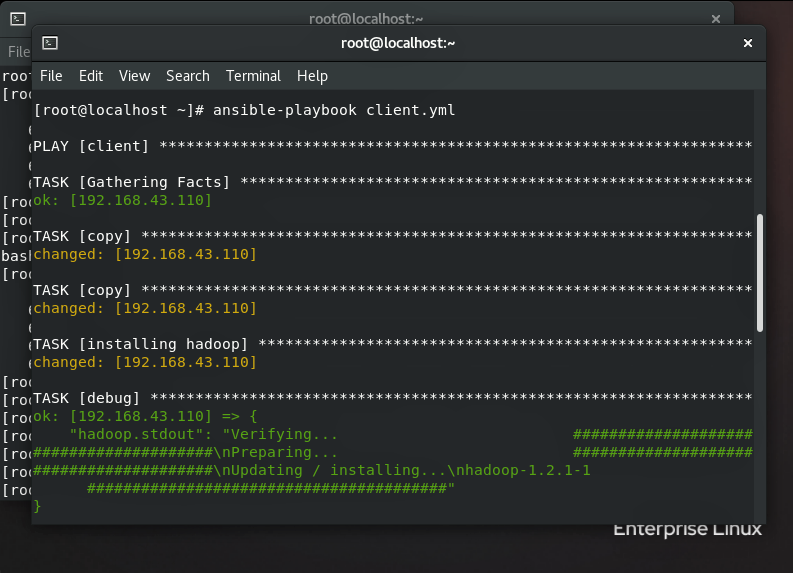 root@localhost:~
File
root@localhost:~
File Edit View Search Terminal Help
[root@localhost ~]# ansible-playbook client.yml
PLAY [client] ******************************************************************
TASK [Gathering Facts] *********************************************************
ok: [192.168.43.110]
TASK [copy] ********************************************************************
changed: [192.168.43.110]
TASK [copy] ********************************************************************
changed: [192.168.43.110]
TASK [installing hadoop] *******************************************************
changed: [192.168.43.110]
TASK [debug] *******************************************************************
ok: [192.168.43.110] => {
    "hadoop.stdout": "Verifying...                          ####################
####################\nPreparing...                          ####################
####################\nUpdating / installing...\nhadoop-1.2.1-1
      ########################################"
}
Enterprise Linux